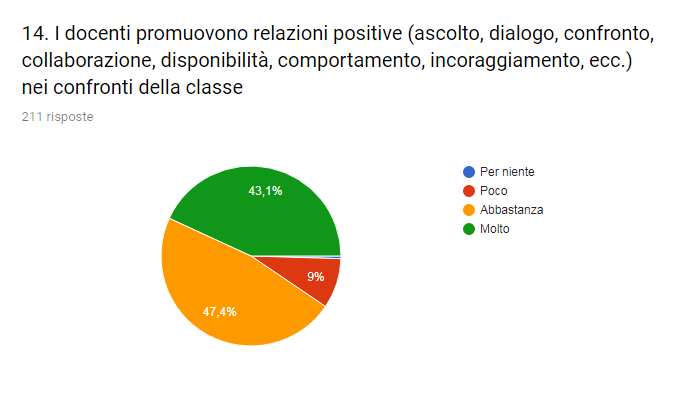 14. I docenti promuovono relazioni positive (ascolto, dialogo, confronto,
collaborazione, disponibilità, comportamento, incoraggiamento, ecc.)
nei confronti della classe
211 risposte
43,1%
9%
47,4%
Per niente
Poco
Abbastanza
Molto